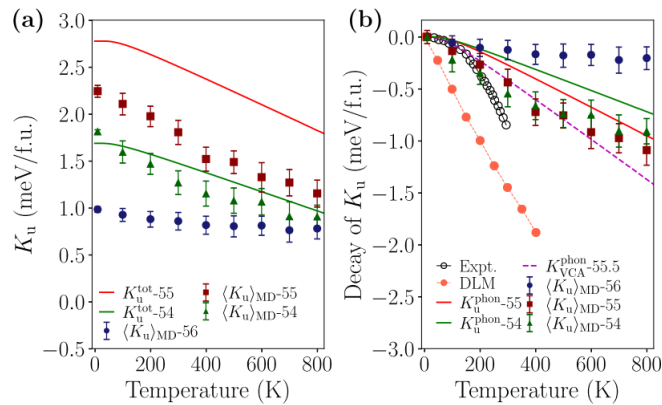 (a)
3.0
2.5
2.0
1.5
1.0
0.5
0.0
−0.5
K_u (meV/f.u.)
K_u^tot-55
K_u^tot-54
⟨K_u⟩_MD-56
⟨K_u⟩_MD-55
⟨K_u⟩_MD-54
0 200 400 600 800
Temperature (K)
(b)
0.0
−0.5
−1.0
−1.5
−2.0
−2.5
−3.0
Decay of K_u (meV/f.u.)
Expt.
DLM
K_u^phon-55
K_u^phon-54
K_VCA^phon-55.5
⟨K_u⟩_MD-56
⟨K_u⟩_MD-55
⟨K_u⟩_MD-54
0 200 400 600 800
Temperature (K)